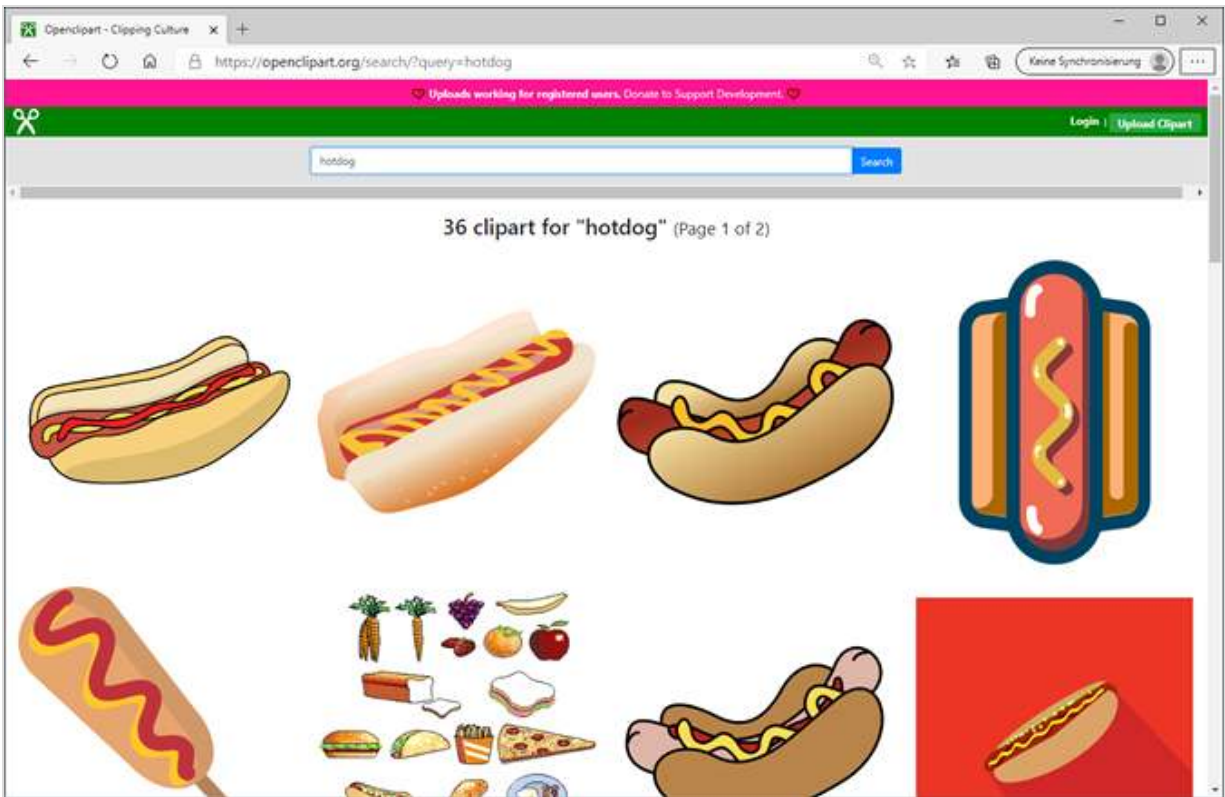 Openclipart - Clipping Culture
https://openclipart.org/search/?query=hotdog
Keine Synchronisierung
Uploads working for registered users. Donate to Support Development.
Login | Upload Clipart
hotdog
Search
36 clipart for "hotdog" (Page 1 of 2)